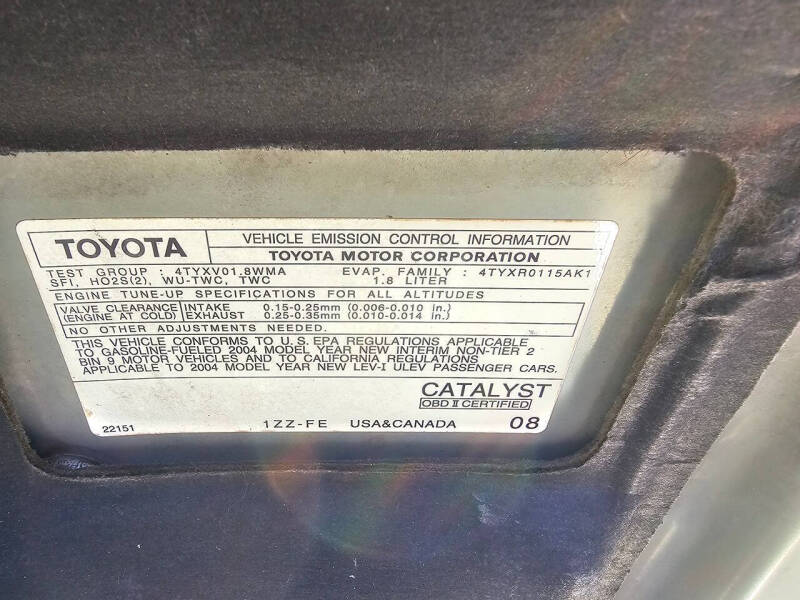 TOYOTA
VEHICLE EMISSION CONTROL INFORMATION
TOYOTA MOTOR CORPORATION
TEST GROUP : 4TYXV01.8WMA EVAP. FAMILY : 4TYXR0115AK1
SFI, HO2S(2), WU-TWC, TWC 1.8 LITER
ENGINE TUNE-UP SPECIFICATIONS FOR ALL ALTITUDES
VALVE CLEARANCE INTAKE 0.15-0.25mm (0.006-0.010 in.)
(ENGINE AT COLD) EXHAUST 0.25-0.35mm (0.010-0.014 in.)
NO OTHER ADJUSTMENTS NEEDED.
THIS VEHICLE CONFORMS TO U.S. EPA REGULATIONS APPLICABLE
TO GASOLINE-FUELED 2004 MODEL YEAR NEW INTERIM NON-TIER 2
BIN 9 MOTOR VEHICLES AND TO CALIFORNIA REGULATIONS
APPLICABLE TO 2004 MODEL YEAR NEW LEV-I ULEV PASSENGER CARS.
CATALYST
OBD II CERTIFIED
22151 1ZZ-FE USA&CANADA 08